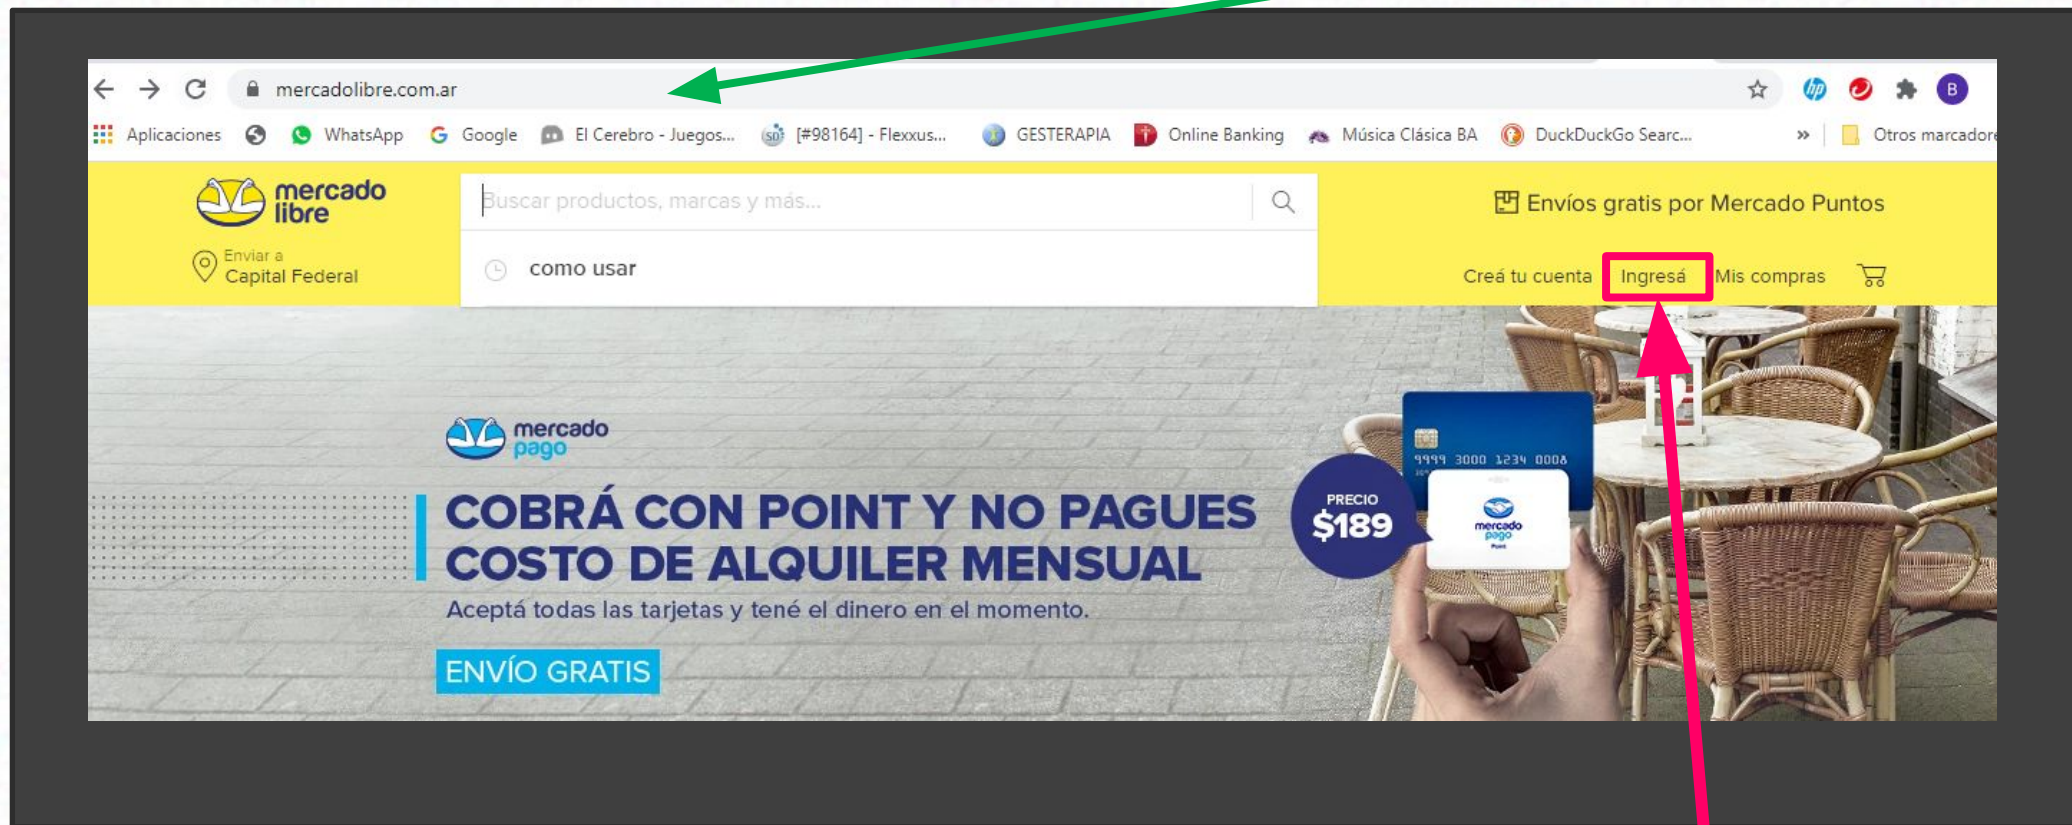 mercadolibre.com.ar
Aplicaciones WhatsApp Google El Cerebro - Juegos... [#98164] - Flexxus... GESTERAPIA Online Banking Música Clásica BA DuckDuckGo Searc... » Otros marcadore
mercado
libre
Buscar productos, marcas y más...
Envíos gratis por Mercado Puntos
Enviar a
Capital Federal
como usar
Creá tu cuenta Ingresá Mis compras
mercado
pago
COBRÁ CON POINT Y NO PAGUES
COSTO DE ALQUILER MENSUAL
Aceptá todas las tarjetas y tené el dinero en el momento.
ENVÍO GRATIS
PRECIO
$189
9999 3000 1234 0008
mercado
pago
Point
hp
B